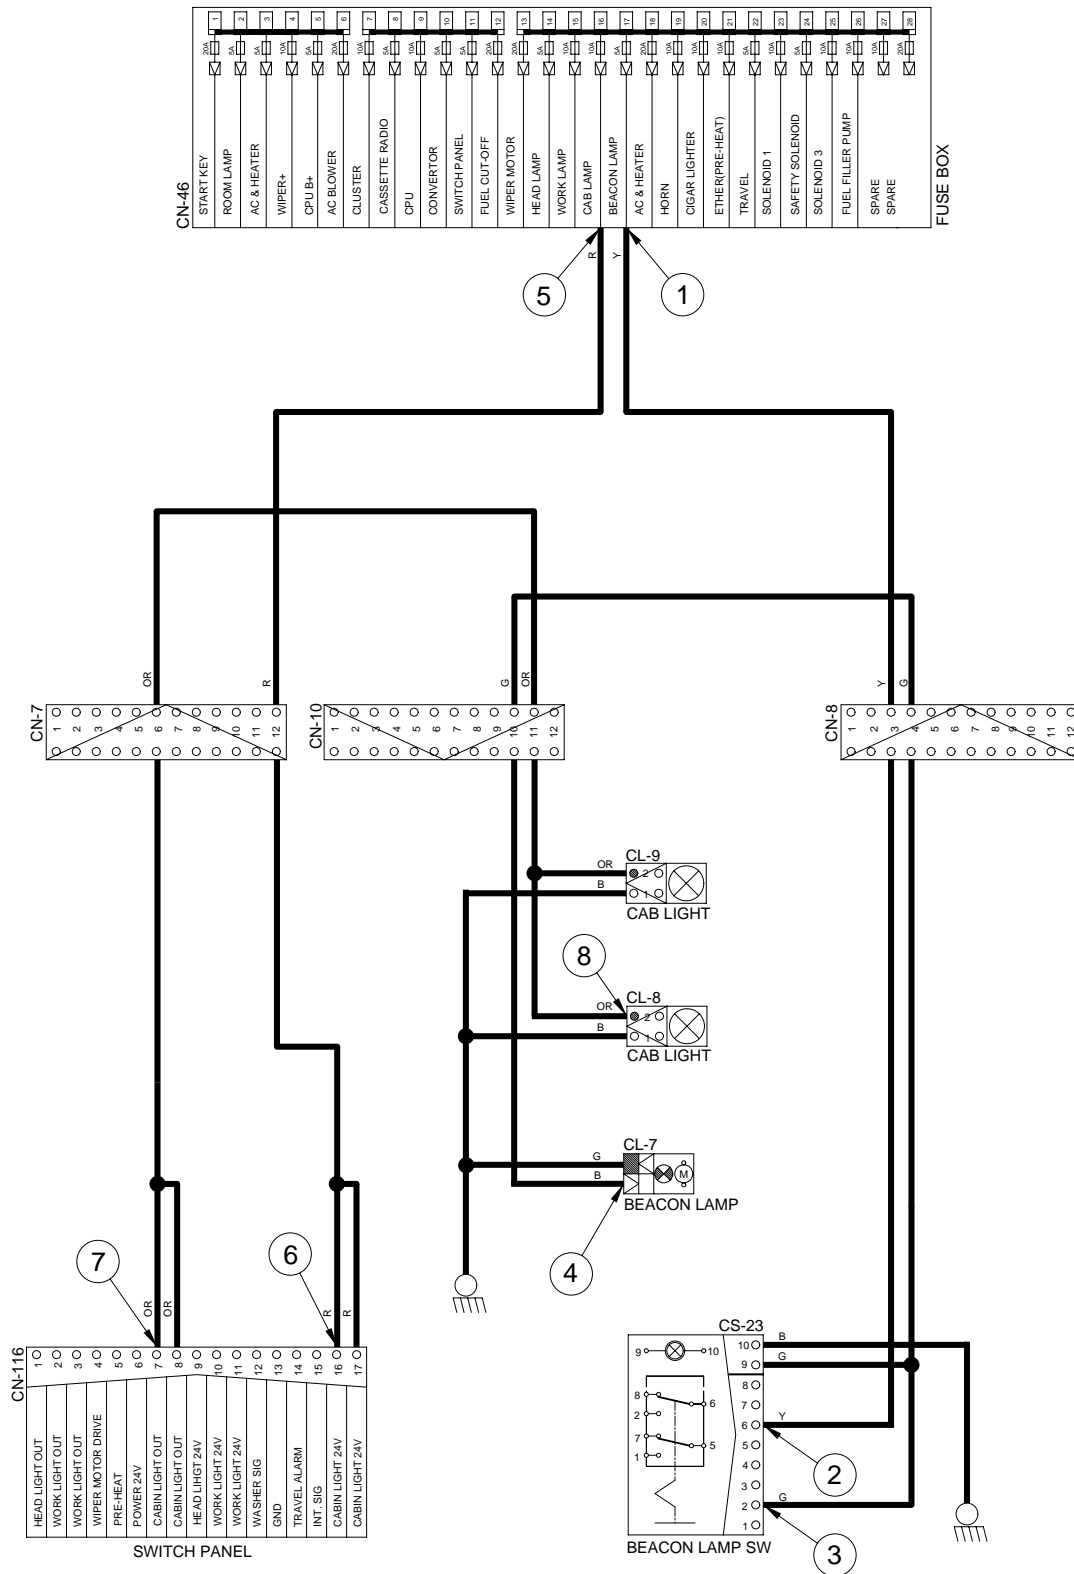 CN-46
1 2 3 4 5 6 7 8 9 10 11 12 13 14 15 16 17 18 19 20 21 22 23 24 25 26 27 28
20A 5A 5A 10A 5A 20A 10A 5A 10A 10A 5A 20A 20A 10A 10A 10A 10A 10A 10A 20A 10A 5A 10A 20A 10A 10A 10A 20A
START KEY
ROOM LAMP
AC & HEATER
WIPER+
CPU B+
AC BLOWER
CLUSTER
CASSETTE RADIO
CPU
CONVERTOR
SWITCH PANEL
FUEL CUT-OFF
WIPER MOTOR
HEAD LAMP
WORK LAMP
CAB LAMP
BEACON LAMP
AC & HEATER
HORN
CIGAR LIGHTER
ETHER(PRE-HEAT)
TRAVEL
SOLENOID 1
SAFETY SOLENOID
SOLENOID 3
FUEL FILLER PUMP
SPARE
SPARE
FUSE BOX
R Y
5 1
OR R G OR Y G
CN-7
1 2 3 4 5 6 7 8 9 10 11 12
CN-10
1 2 3 4 5 6 7 8 9 10 11 12
CN-8
1 2 3 4 5 6 7 8 9 10 11 12
CL-9
OR 2
B 1
CAB LIGHT
8
CL-8
OR 2
B 1
CAB LIGHT
CL-7
G
B M
BEACON LAMP
4
7 6
OR OR R R
CN-116
1 2 3 4 5 6 7 8 9 10 11 12 13 14 15 16 17
HEAD LIGHT OUT
WORK LIGHT OUT
WORK LIGHT OUT
WIPER MOTOR DRIVE
PRE-HEAT
POWER 24V
CABIN LIGHT OUT
CABIN LIGHT OUT
HEAD LIHGT 24V
WORK LIGHT 24V
WORK LIGHT 24V
WASHER SIG
GND
TRAVEL ALARM
INT. SIG
CABIN LIGHT 24V
CABIN LIGHT 24V
SWITCH PANEL
CS-23
9 10 10 B
9 G
8 8
6 7
2 6 Y
7 5
5 4
1 3
2 G
1
2
BEACON LAMP SW
3